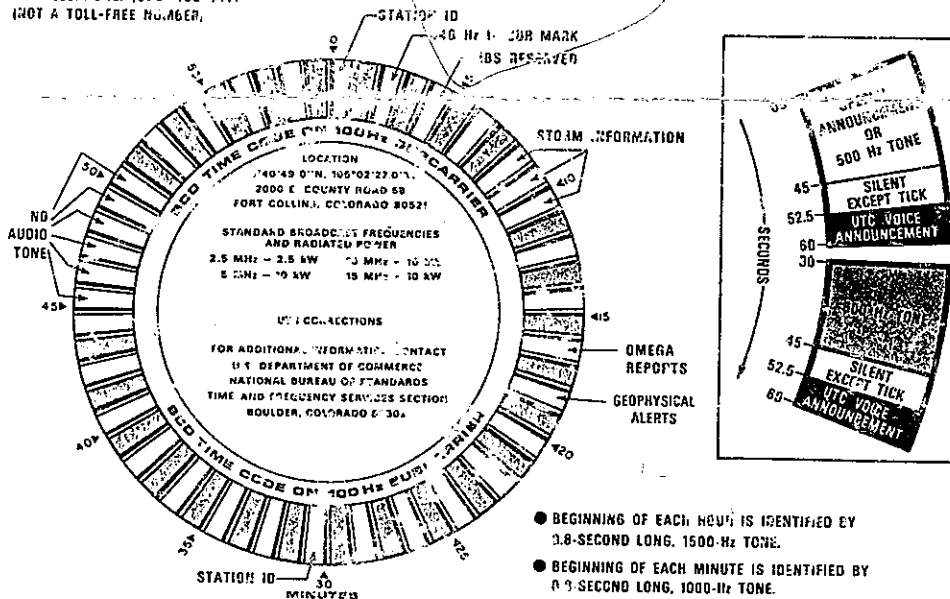 (NOT A TOLL-FREE NUMBER)
STATION ID
RESERVED
STORM INFORMATION
BCD TIME CODE ON 100Hz SUBCARRIER
LOCATION
2000 E. COUNTY ROAD 58
FORT COLLINS, COLORADO 80521
STANDARD BROADCAST FREQUENCIES
AND RADIATED POWER
2.5 MHz – 2.5 kW
5 MHz – 10 kW 15 MHz – 10 kW
UT1 CORRECTIONS
FOR ADDITIONAL INFORMATION CONTACT
U.S. DEPARTMENT OF COMMERCE
NATIONAL BUREAU OF STANDARDS
TIME AND FREQUENCY SERVICES SECTION
BOULDER, COLORADO
BCD TIME CODE ON 100Hz SUBCARRIER
NO
AUDIO
TONE
50
45
40
35
STATION ID
30
MINUTES
25
20
15
10
OMEGA
REPORTS
GEOPHYSICAL
ALERTS
SECONDS
ANNOUNCEMENT
OR
500 Hz TONE
45
SILENT
EXCEPT TICK
52.5
UTC VOICE
ANNOUNCEMENT
60
30
TONE
45
SILENT
EXCEPT TICK
52.5
UTC VOICE
ANNOUNCEMENT
60
● BEGINNING OF EACH HOUR IS IDENTIFIED BY
0.8-SECOND LONG, 1500-Hz TONE.
● BEGINNING OF EACH MINUTE IS IDENTIFIED BY
0.8-SECOND LONG, 1000-Hz TONE.